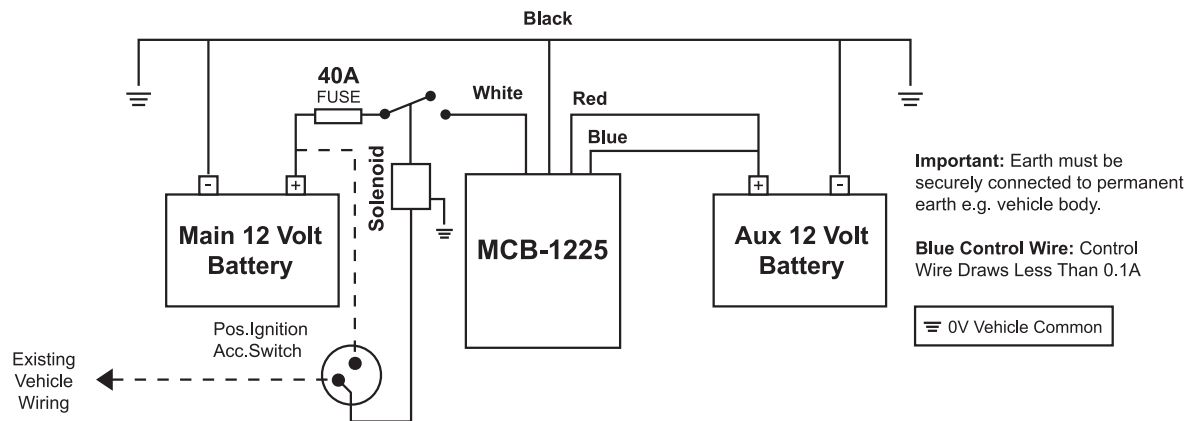 Black
40A
FUSE
White
Red
Blue
Solenoid
-
+
Main 12 Volt
Battery
MCB-1225
+
-
Aux 12 Volt
Battery
Important: Earth must be
securely connected to permanent
earth e.g. vehicle body.
Blue Control Wire: Control
Wire Draws Less Than 0.1A
0V Vehicle Common
Pos.Ignition
Acc.Switch
Existing
Vehicle
Wiring